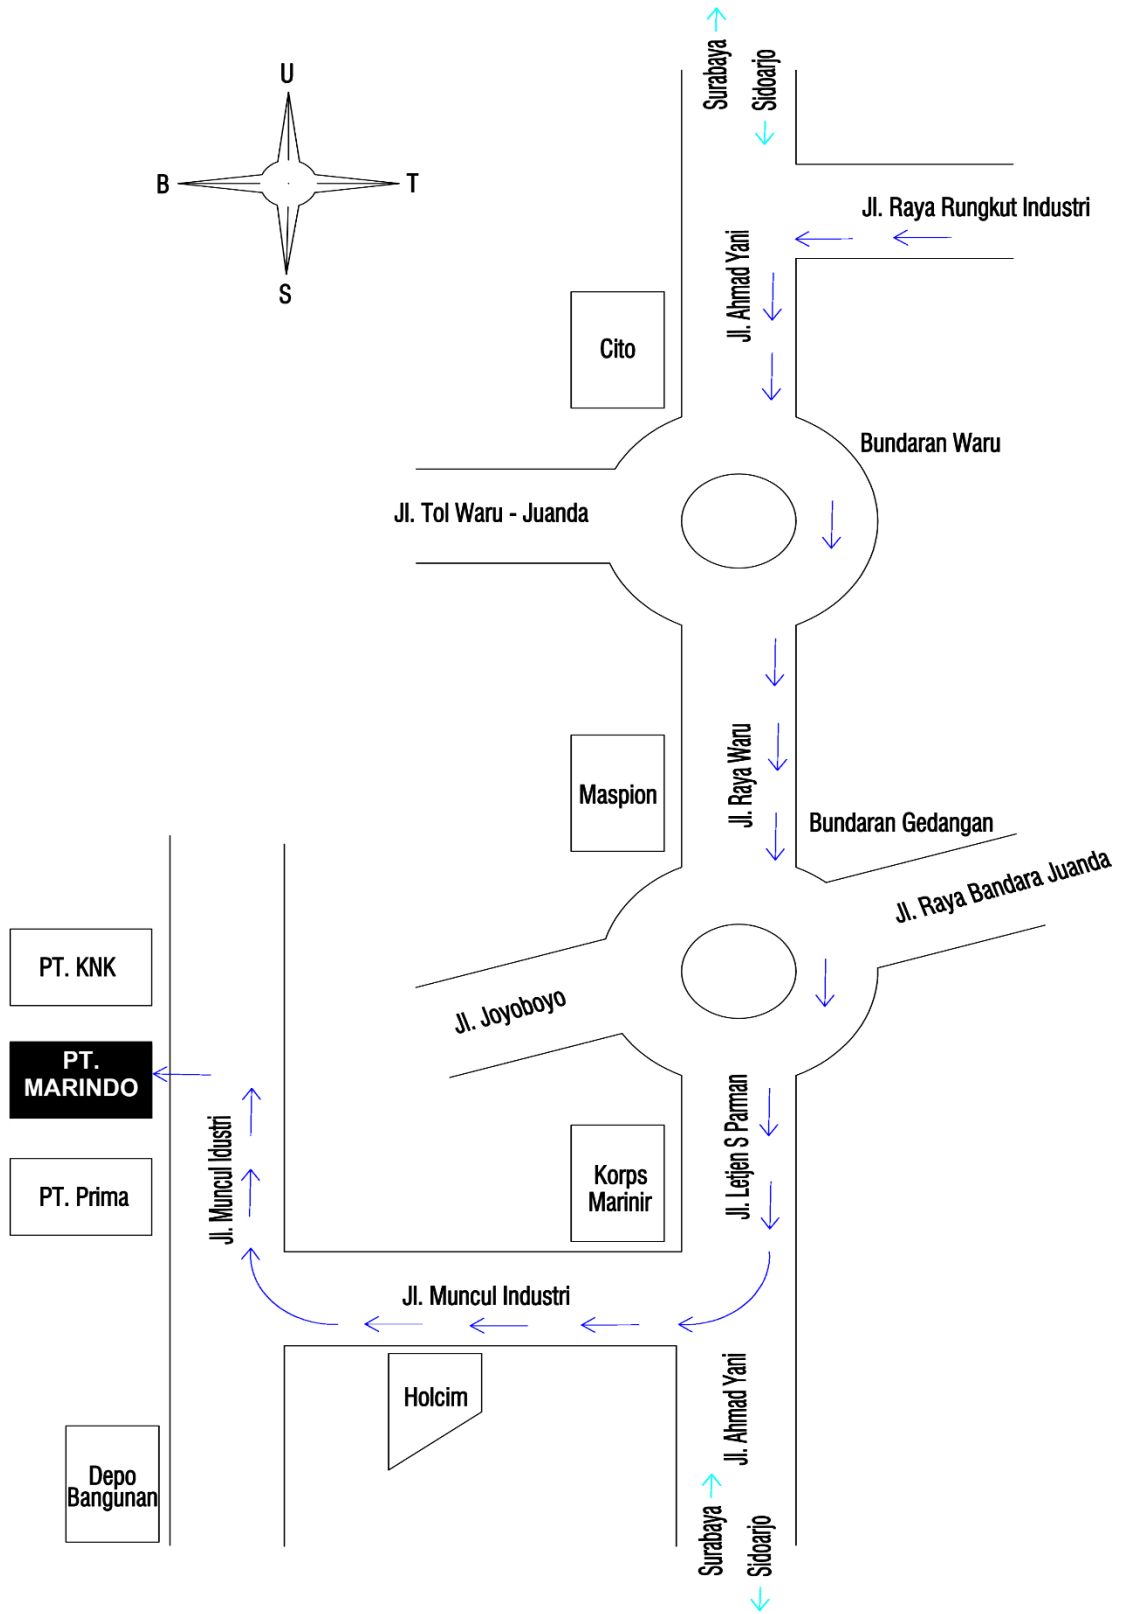 U
B
T
S
Surabaya
Sidoarjo
Jl. Raya Rungkut Industri
Jl. Ahmad Yani
Cito
Bundaran Waru
Jl. Tol Waru - Juanda
Jl. Raya Waru
Maspion
Bundaran Gedangan
Jl. Raya Bandara Juanda
PT. KNK
Jl. Joyoboyo
PT.
MARINDO
Jl. Letjen S Parman
Jl. Muncul Idustri
Korps
Marinir
PT. Prima
Jl. Muncul Industri
Holcim
Jl. Ahmad Yani
Depo
Bangunan
Surabaya
Sidoarjo